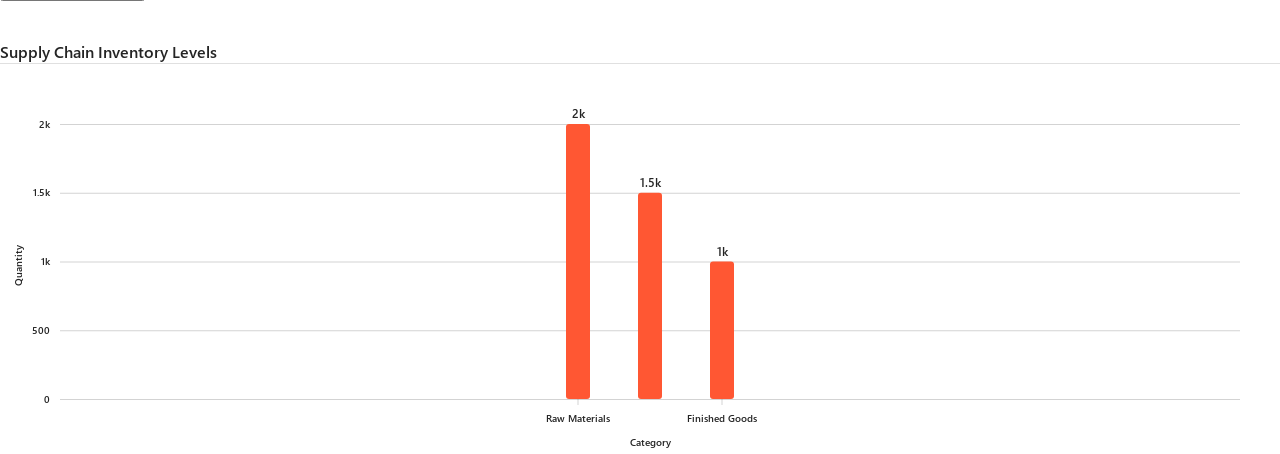 Supply Chain Inventory Levels
2k
2k
1.5k
1.5k
1k
1k
500
0
Quantity
Raw Materials
Finished Goods
Category